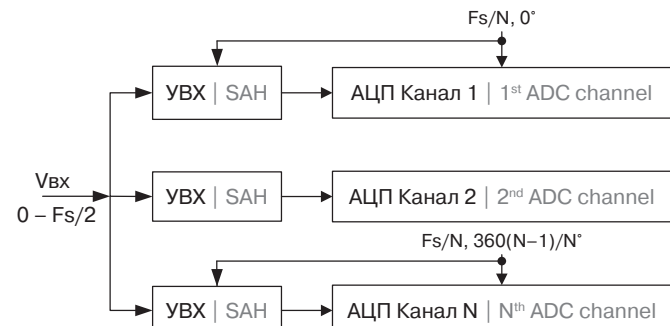 Fs/N, 0°
УВХ | SAH
АЦП Канал 1 | 1st ADC channel
Vвх
0 – Fs/2
УВХ | SAH
АЦП Канал 2 | 2nd ADC channel
Fs/N, 360(N–1)/N°
УВХ | SAH
АЦП Канал N | Nth ADC channel